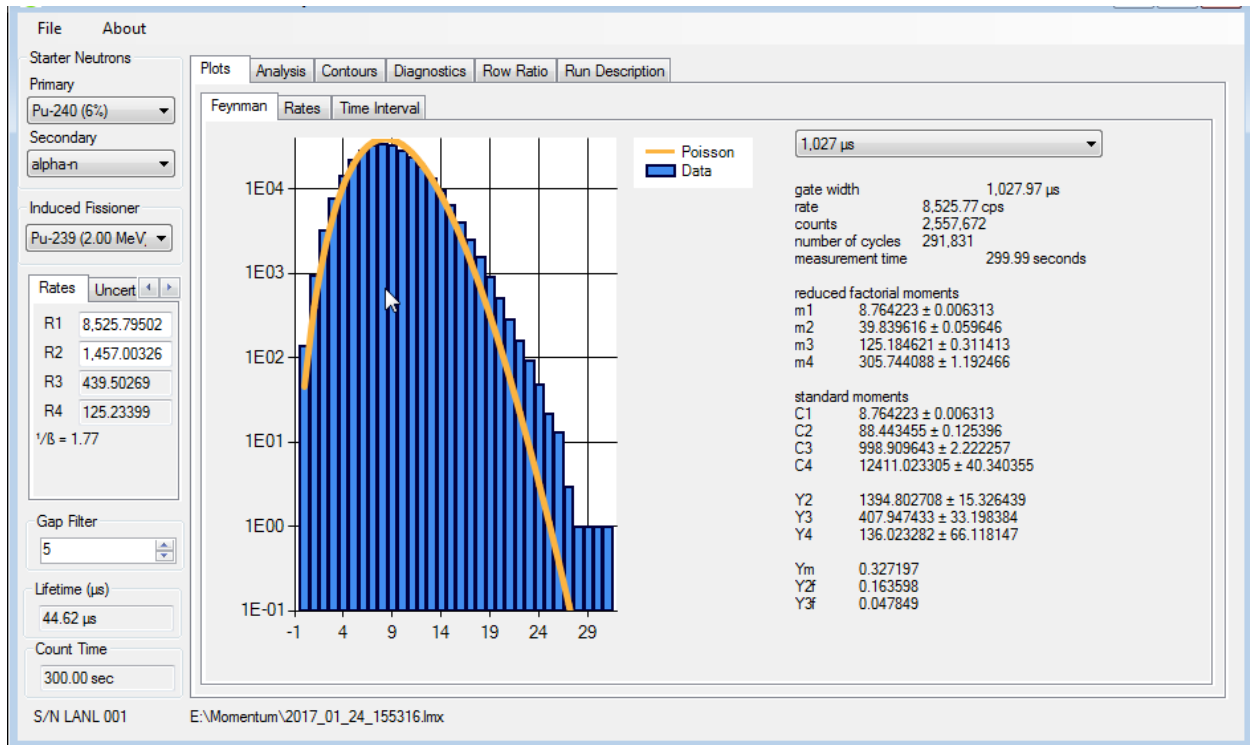 File About
Starter Neutrons
Primary
Pu-240 (6%)
Secondary
alpha-n
Induced Fissioner
Pu-239 (2.00 MeV,
Rates Uncert
R1 8,525.79502
R2 1,457.00326
R3 439.50269
R4 125.23399
¹/ß = 1.77
Gap Filter
5
Lifetime (µs)
44.62 µs
Count Time
300.00 sec
Plots Analysis Contours Diagnostics Row Ratio Run Description
Feynman Rates Time Interval
1E04
1E03
1E02
1E01
1E00
1E-01
-1 4 9 14 19 24 29
Poisson
Data
1,027 µs
gate width 1,027.97 µs
rate 8,525.77 cps
counts 2,557,672
number of cycles 291,831
measurement time 299.99 seconds
reduced factorial moments
m1 8.764223 ± 0.006313
m2 39.839616 ± 0.059646
m3 125.184621 ± 0.311413
m4 305.744088 ± 1.192466
standard moments
C1 8.764223 ± 0.006313
C2 88.443455 ± 0.125396
C3 998.909643 ± 2.222257
C4 12411.023305 ± 40.340355
Y2 1394.802708 ± 15.326439
Y3 407.947433 ± 33.198384
Y4 136.023282 ± 66.118147
Ym 0.327197
Y2f 0.163598
Y3f 0.047849
S/N LANL 001 E:\Momentum\2017_01_24_155316.lmx